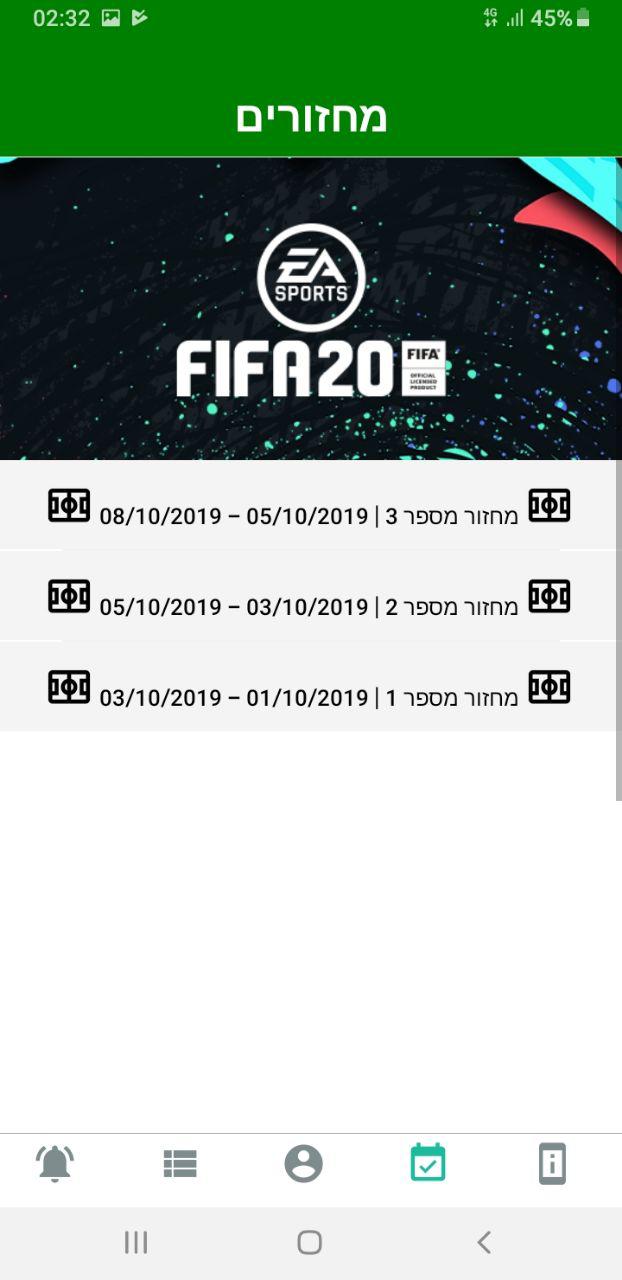 02:32 4G 45%
מחזורים
EA
SPORTS
FIFA20 FIFA
OFFICIAL
LICENSED
PRODUCT
מחזור מספר 3 | 05/10/2019 – 08/10/2019
מחזור מספר 2 | 03/10/2019 – 05/10/2019
מחזור מספר 1 | 01/10/2019 – 03/10/2019